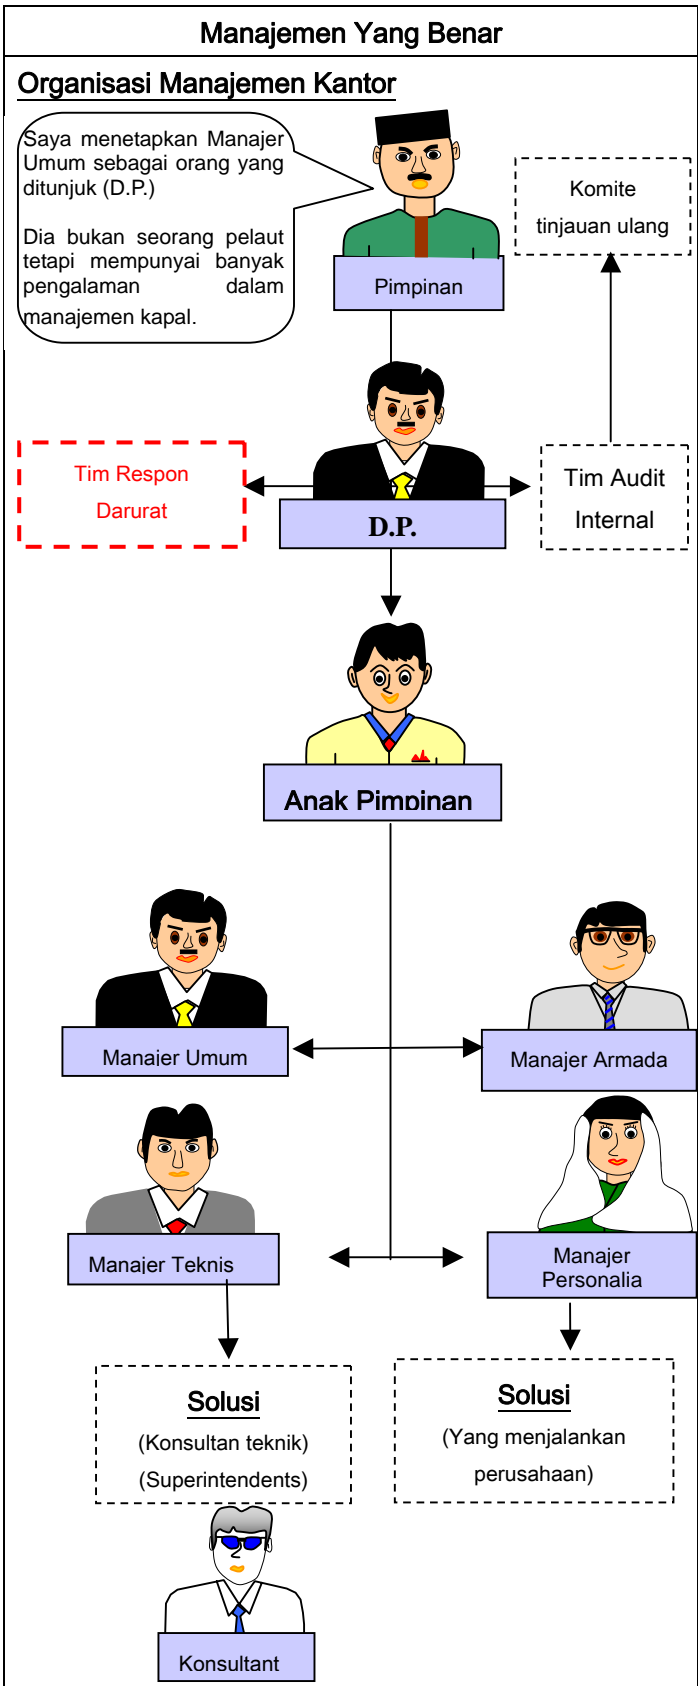 Manajemen Yang Benar
Organisasi Manajemen Kantor
Saya menetapkan Manajer
Umum sebagai orang yang
ditunjuk (D.P.)
Dia bukan seorang pelaut
tetapi mempunyai banyak
pengalaman dalam
manajemen kapal.
Pimpinan
Komite
tinjauan ulang
Tim Respon
Darurat
D.P.
Tim Audit
Internal
Anak Pimpinan
Manajer Umum
Manajer Armada
Manajer Teknis
Manajer
Personalia
Solusi
(Konsultan teknik)
(Superintendents)
Solusi
(Yang menjalankan
perusahaan)
Konsultant